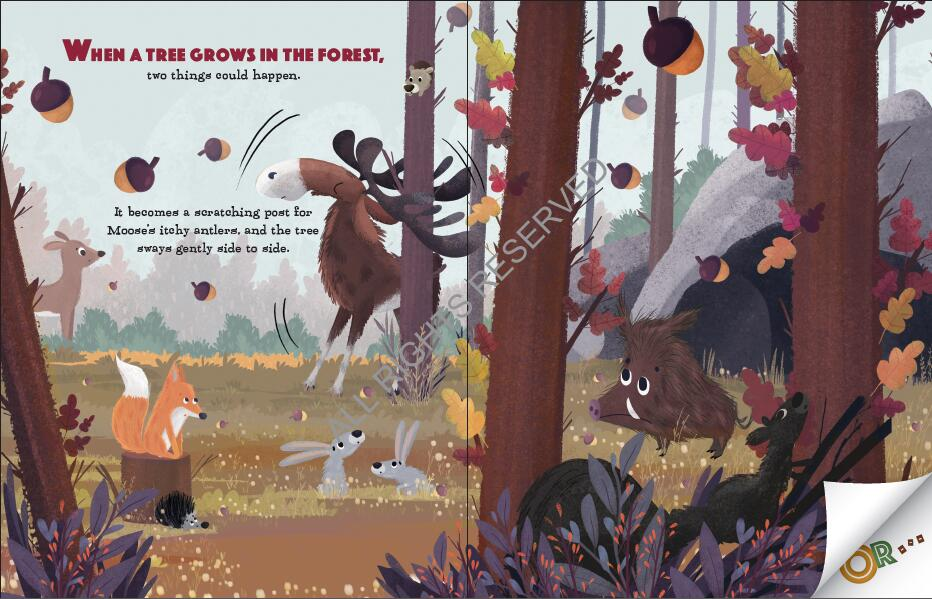 WHEN A TREE GROWS IN THE FOREST,
two things could happen.
It becomes a scratching post for
Moose's itchy antlers, and the tree
sways gently side to side.
ALL RIGHTS RESERVED
OR...